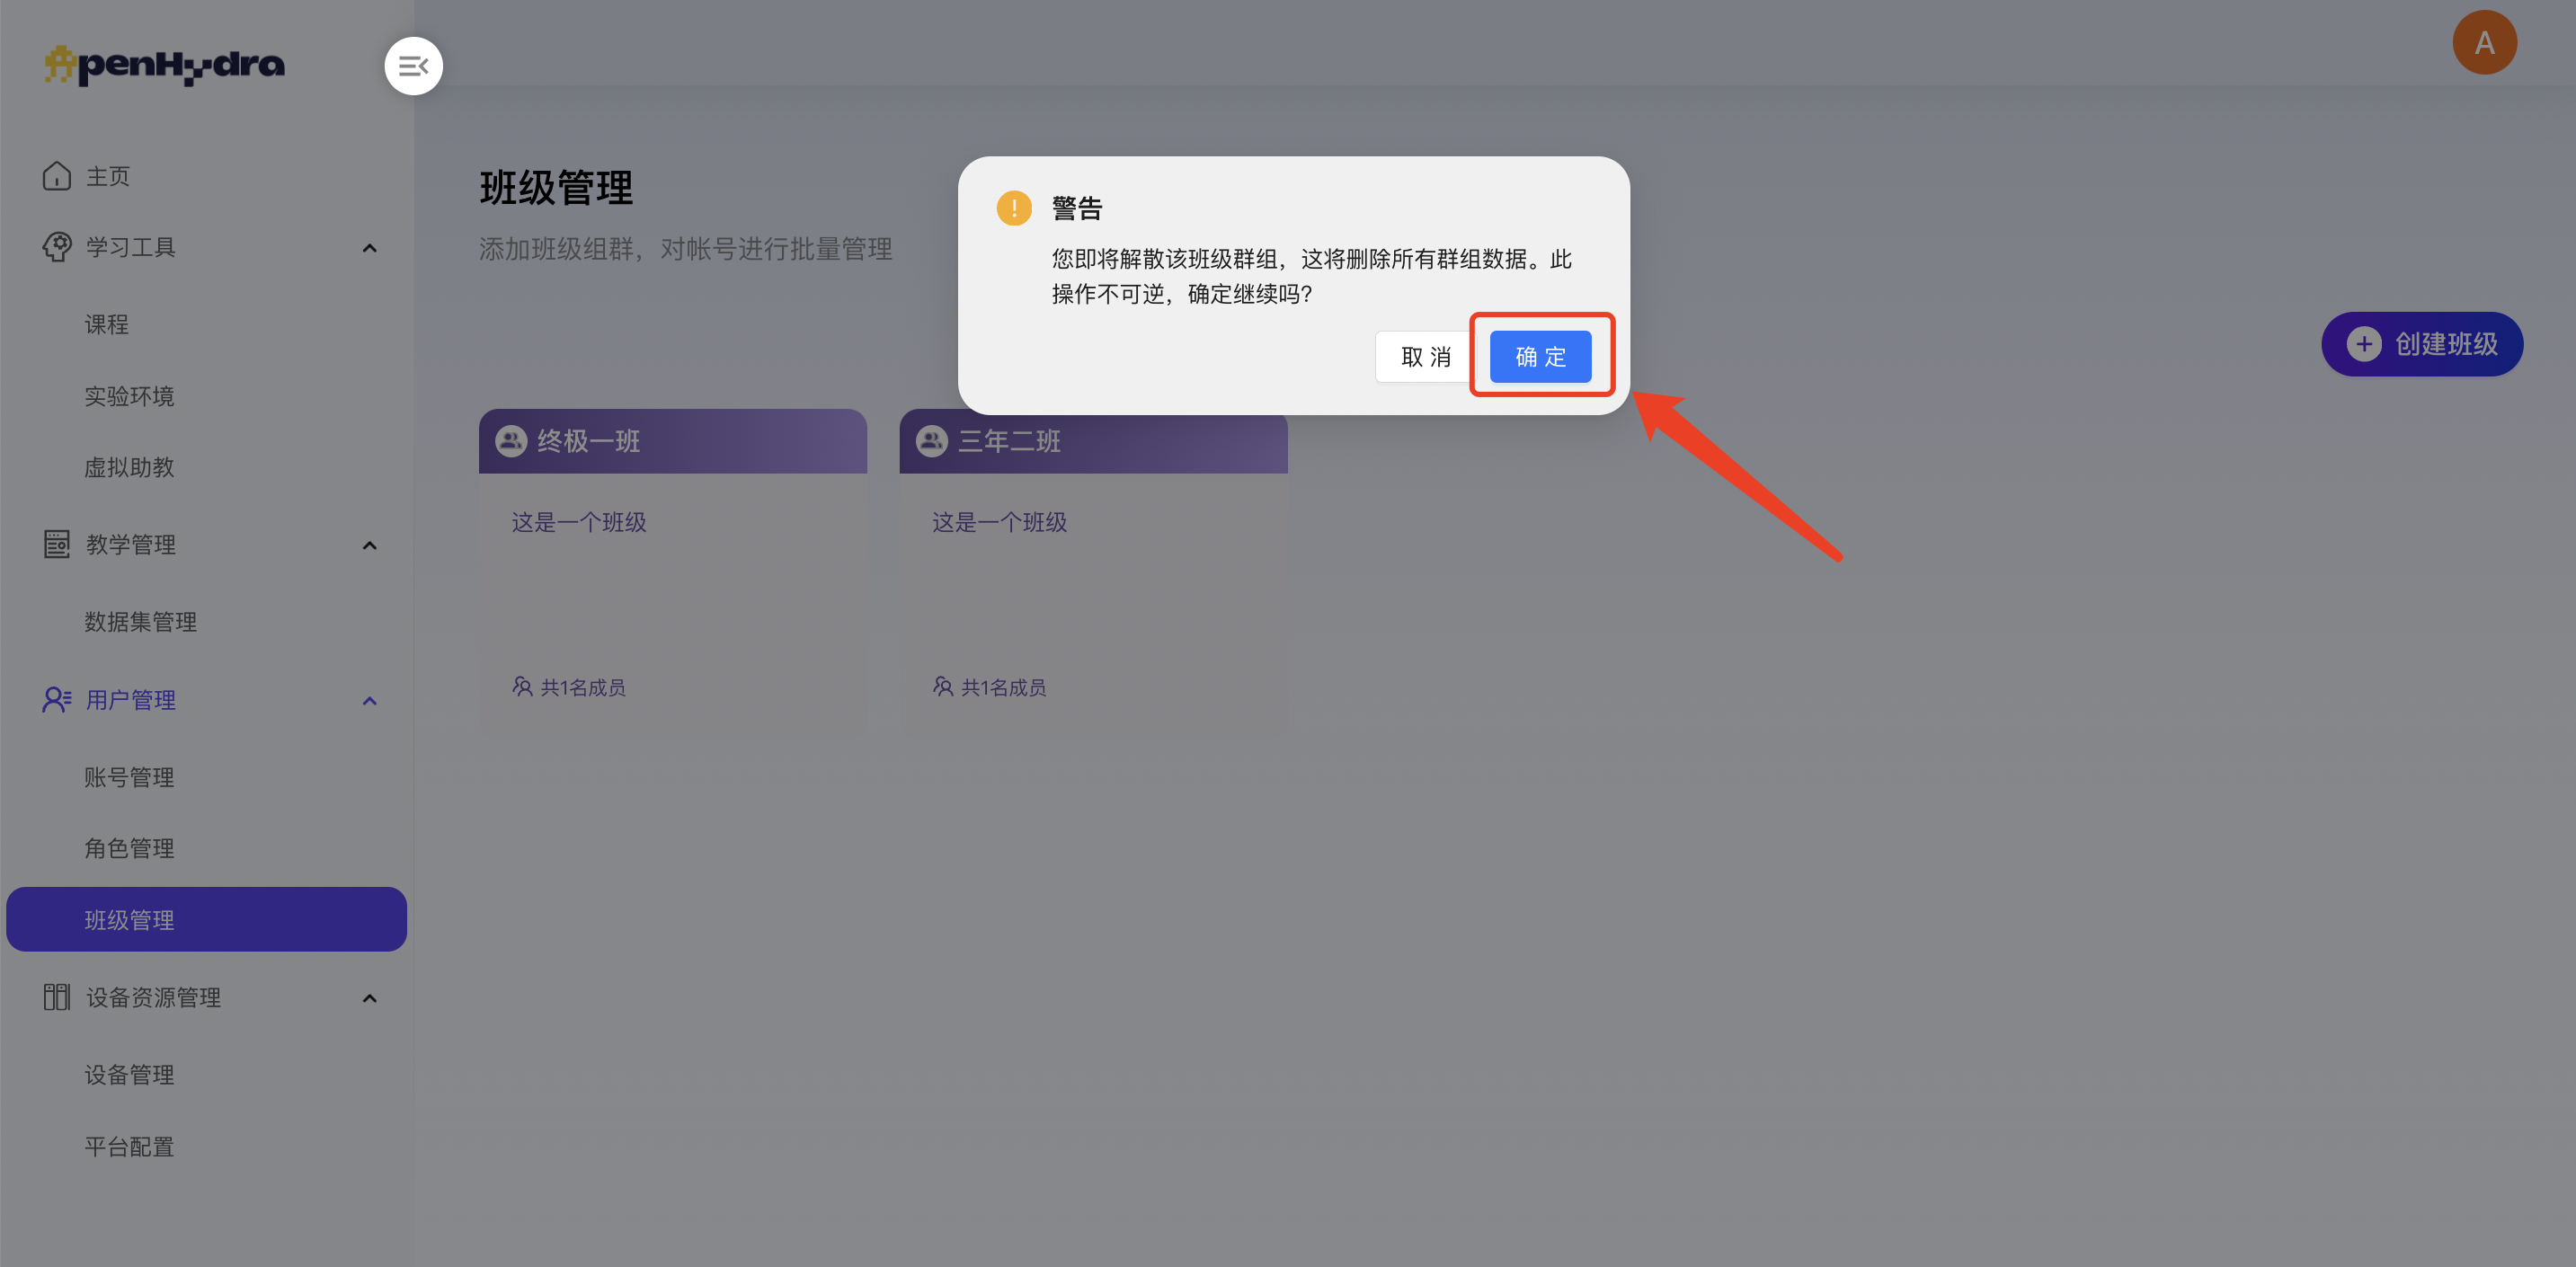 OpenHydra
A
主页
学习工具
课程
实验环境
虚拟助教
教学管理
数据集管理
用户管理
账号管理
角色管理
班级管理
设备资源管理
设备管理
平台配置
班级管理
添加班级组群，对帐号进行批量管理
警告
您即将解散该班级群组，这将删除所有群组数据。此
操作不可逆，确定继续吗?
取 消
确 定
创建班级
终极一班
这是一个班级
共1名成员
三年二班
这是一个班级
共1名成员